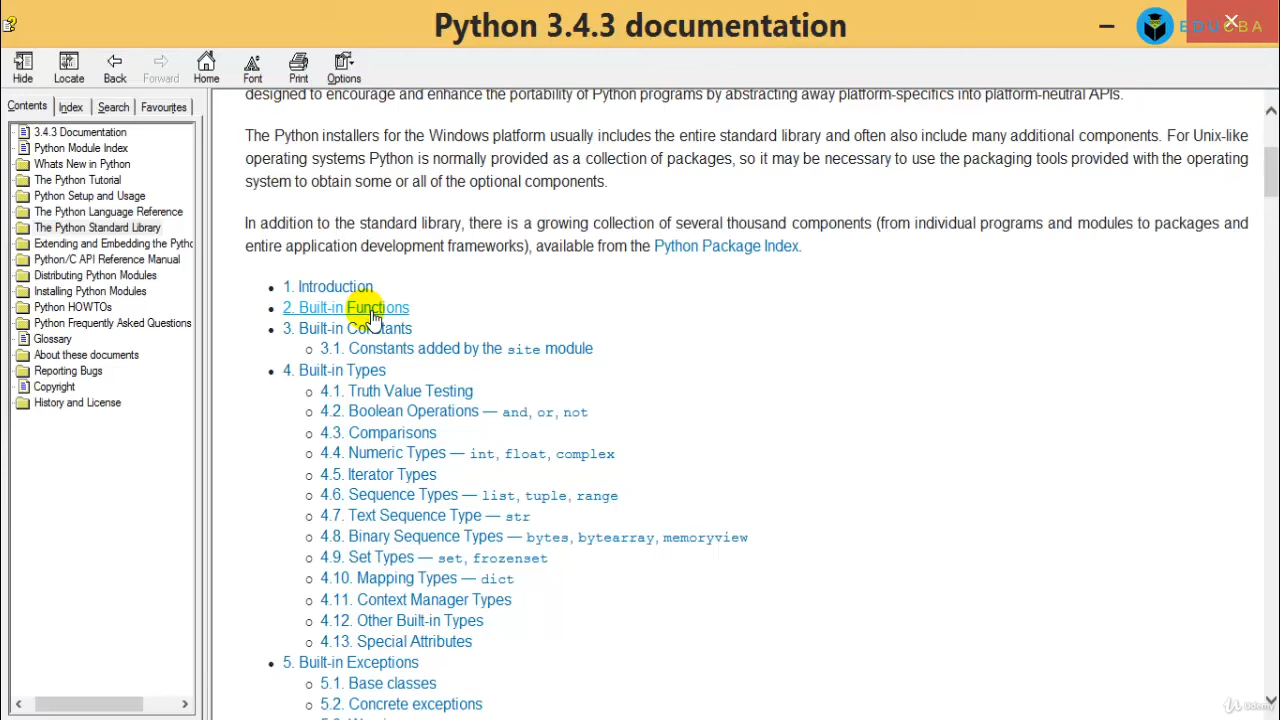 Python 3.4.3 documentation
EDUCBA
Hide Locate Back Forward Home Font Print Options
Contents Index Search Favourites
3.4.3 Documentation
Python Module Index
Whats New in Python
The Python Tutorial
Python Setup and Usage
The Python Language Reference
The Python Standard Library
Extending and Embedding the Pytho
Python/C API Reference Manual
Distributing Python Modules
Installing Python Modules
Python HOWTOs
Python Frequently Asked Questions
Glossary
About these documents
Reporting Bugs
Copyright
History and License
designed to encourage and enhance the portability of Python programs by abstracting away platform-specifics into platform-neutral APIs.
The Python installers for the Windows platform usually includes the entire standard library and often also include many additional components. For Unix-like
operating systems Python is normally provided as a collection of packages, so it may be necessary to use the packaging tools provided with the operating
system to obtain some or all of the optional components.
In addition to the standard library, there is a growing collection of several thousand components (from individual programs and modules to packages and
entire application development frameworks), available from the Python Package Index.
1. Introduction
2. Built-in Functions
3. Built-in Constants
3.1. Constants added by the site module
4. Built-in Types
4.1. Truth Value Testing
4.2. Boolean Operations — and, or, not
4.3. Comparisons
4.4. Numeric Types — int, float, complex
4.5. Iterator Types
4.6. Sequence Types — list, tuple, range
4.7. Text Sequence Type — str
4.8. Binary Sequence Types — bytes, bytearray, memoryview
4.9. Set Types — set, frozenset
4.10. Mapping Types — dict
4.11. Context Manager Types
4.12. Other Built-in Types
4.13. Special Attributes
5. Built-in Exceptions
5.1. Base classes
5.2. Concrete exceptions
Udemy